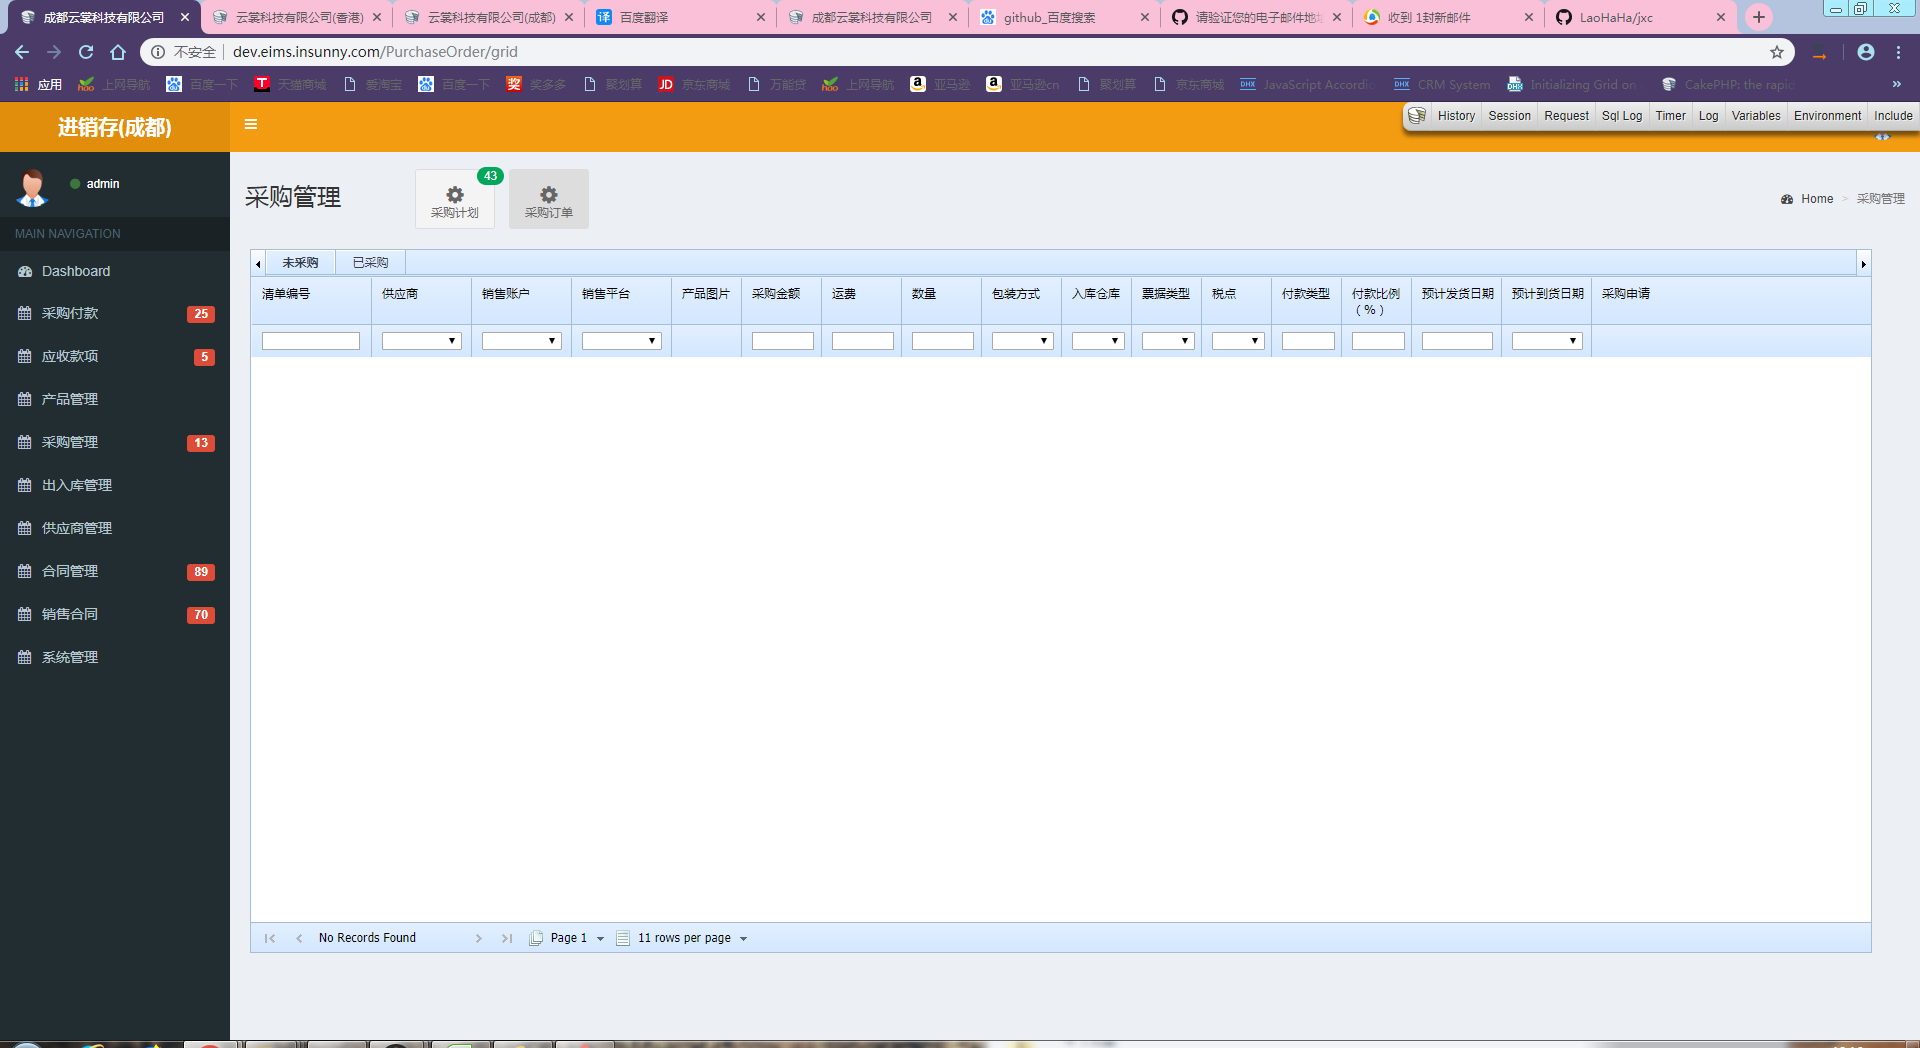 成都云裳科技有限公司
云裳科技有限公司(香港)
云裳科技有限公司(成都)
百度翻译
成都云裳科技有限公司
github_百度搜索
请验证您的电子邮件地址
收到 1封新邮件
LaoHaHa/jxc
不安全 dev.eims.insunny.com/PurchaseOrder/grid
应用 上网导航 百度一下 天猫商城 爱淘宝 百度一下 奖多多 聚划算 京东商城 万能贷 上网导航 亚马逊 亚马逊cn 聚划算 京东商城 JavaScript Accordio CRM System Initializing Grid on CakePHP: the rapid
进销存(成都)
History Session Request Sql Log Timer Log Variables Environment Include
admin
MAIN NAVIGATION
Dashboard
采购付款 25
应收款项 5
产品管理
采购管理 13
出入库管理
供应商管理
合同管理 89
销售合同 70
系统管理
采购管理
43
采购计划
采购订单
Home > 采购管理
未采购 已采购
清单编号 供应商 销售账户 销售平台 产品图片 采购金额 运费 数量 包装方式 入库仓库 票据类型 税点 付款类型 付款比例 预计发货日期 预计到货日期 采购申请
（%）
No Records Found Page 1 11 rows per page